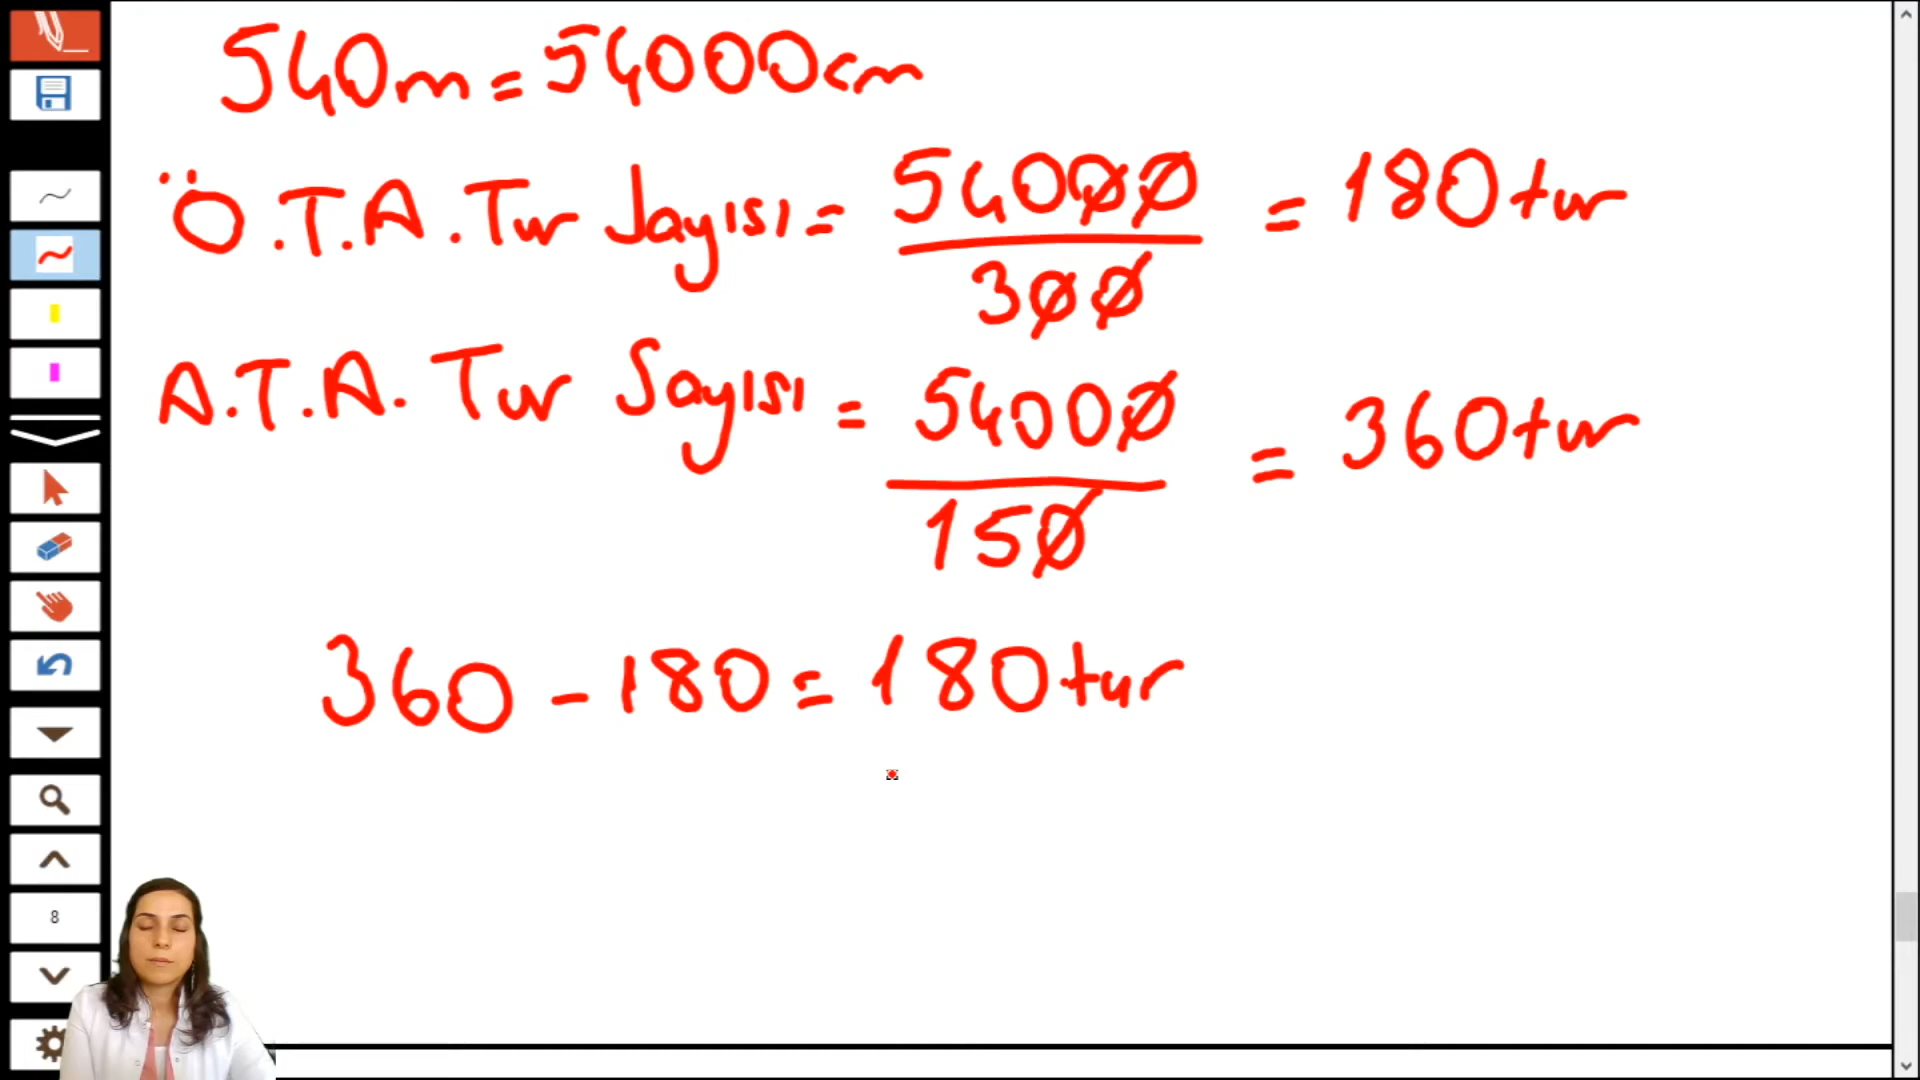 540m = 54000cm
Ö.T.A. Tur Sayısı = 54000 / 300 = 180 tur
A.T.A. Tur Sayısı = 54000 / 150 = 360 tur
360 - 180 = 180 tur
8